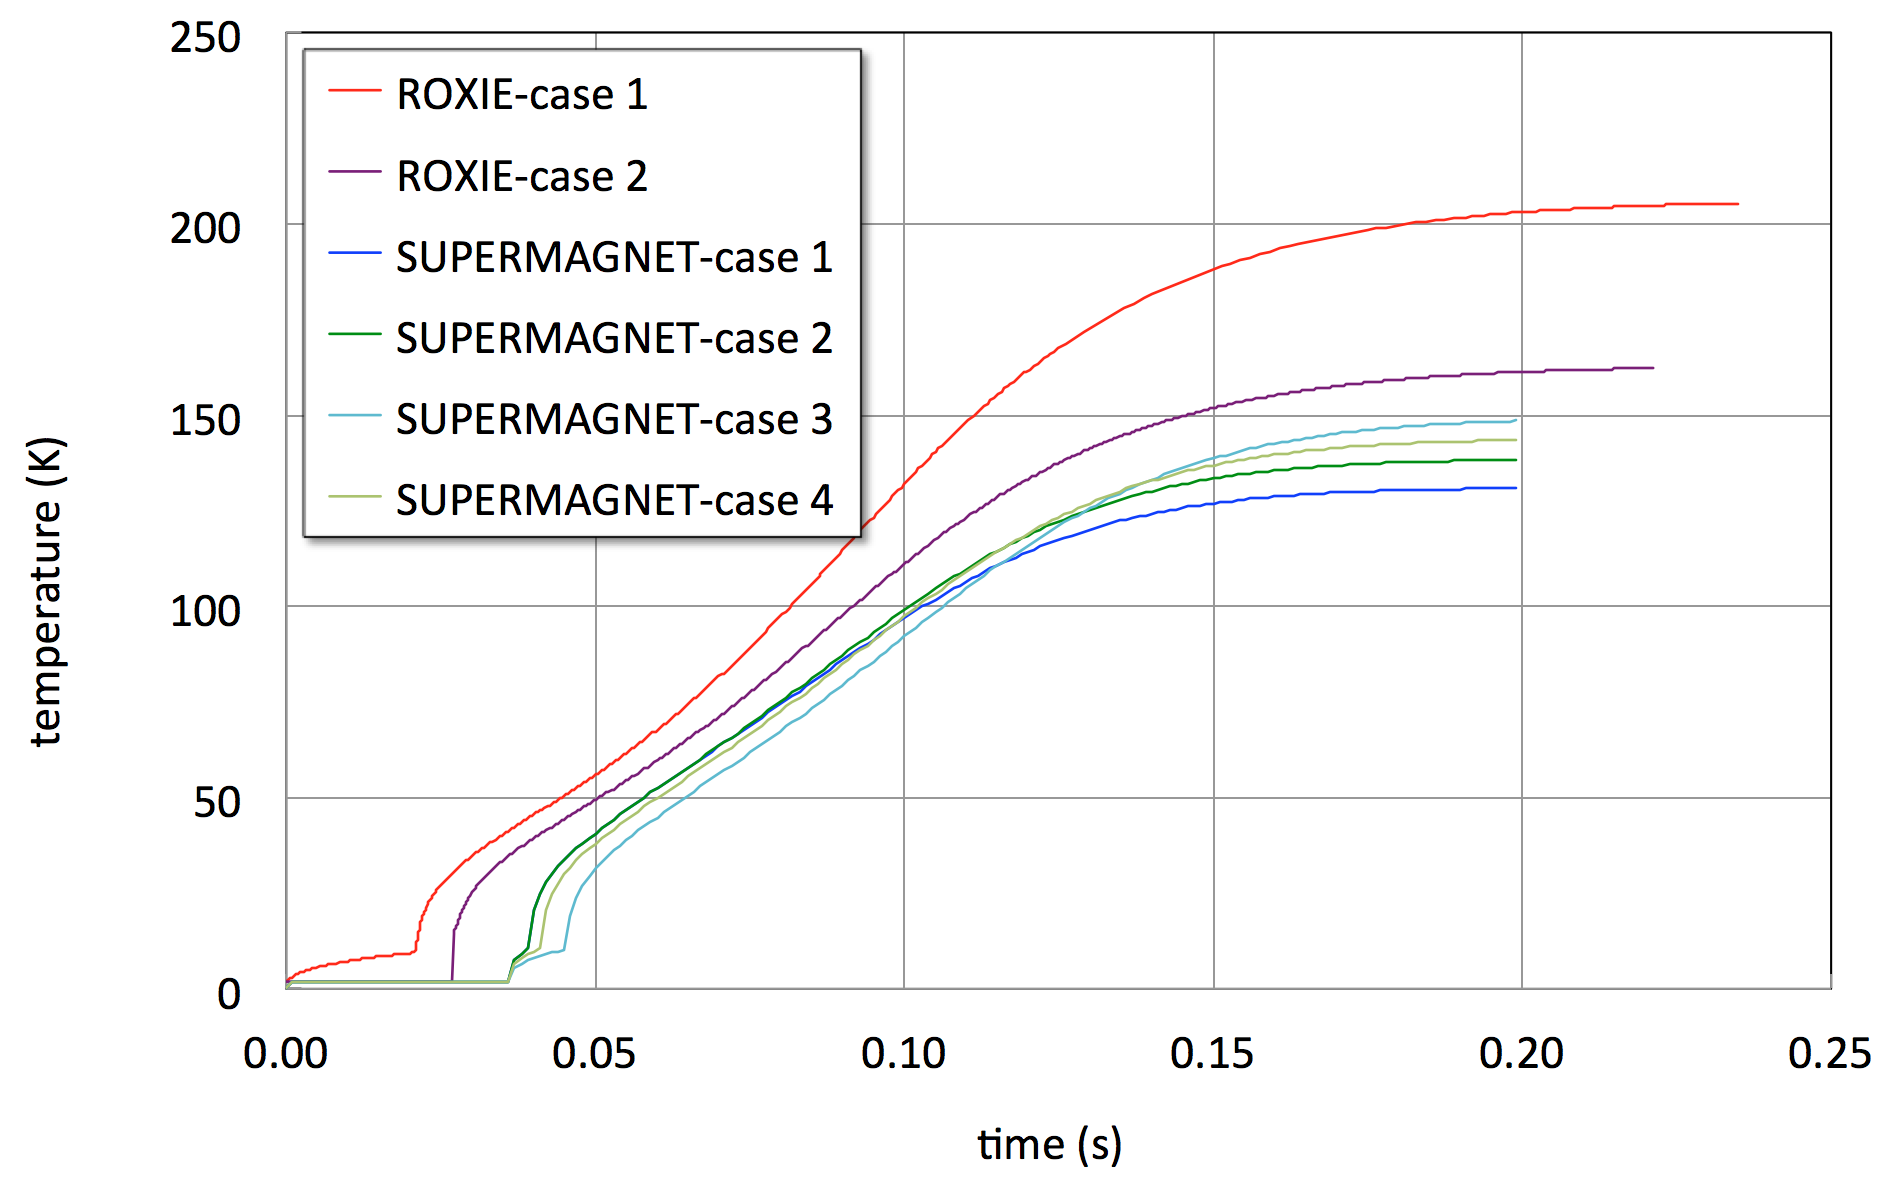 250
200
150
100
50
0
temperature (K)
ROXIE-case 1
ROXIE-case 2
SUPERMAGNET-case 1
SUPERMAGNET-case 2
SUPERMAGNET-case 3
SUPERMAGNET-case 4
0.00 0.05 0.10 0.15 0.20 0.25
time (s)